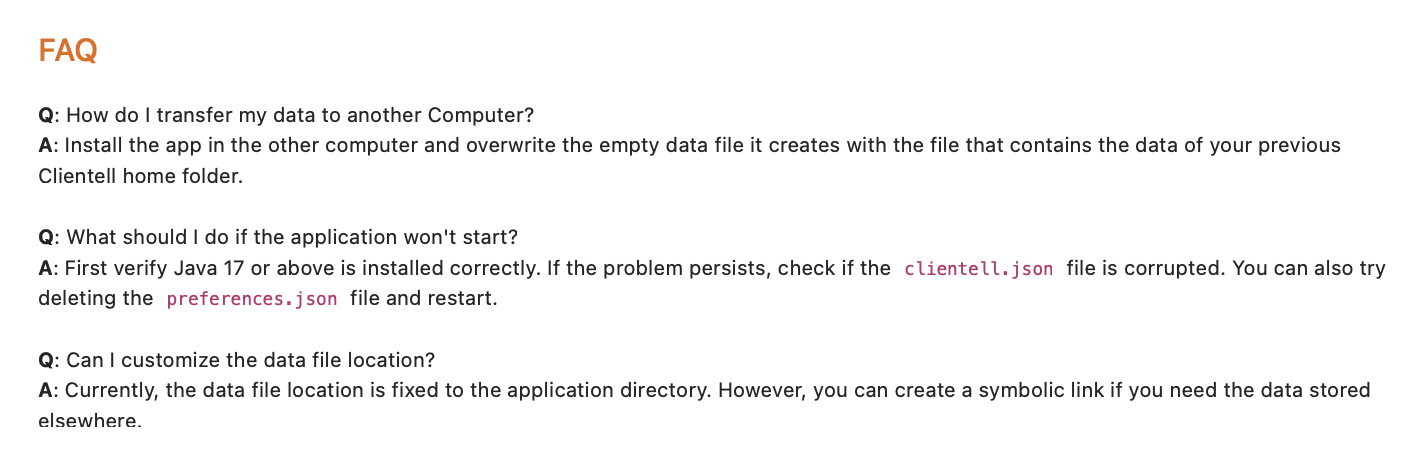 FAQ
Q: How do I transfer my data to another Computer?
A: Install the app in the other computer and overwrite the empty data file it creates with the file that contains the data of your previous
Clientell home folder.
Q: What should I do if the application won't start?
A: First verify Java 17 or above is installed correctly. If the problem persists, check if the clientell.json file is corrupted. You can also try
deleting the preferences.json file and restart.
Q: Can I customize the data file location?
A: Currently, the data file location is fixed to the application directory. However, you can create a symbolic link if you need the data stored
elsewhere.